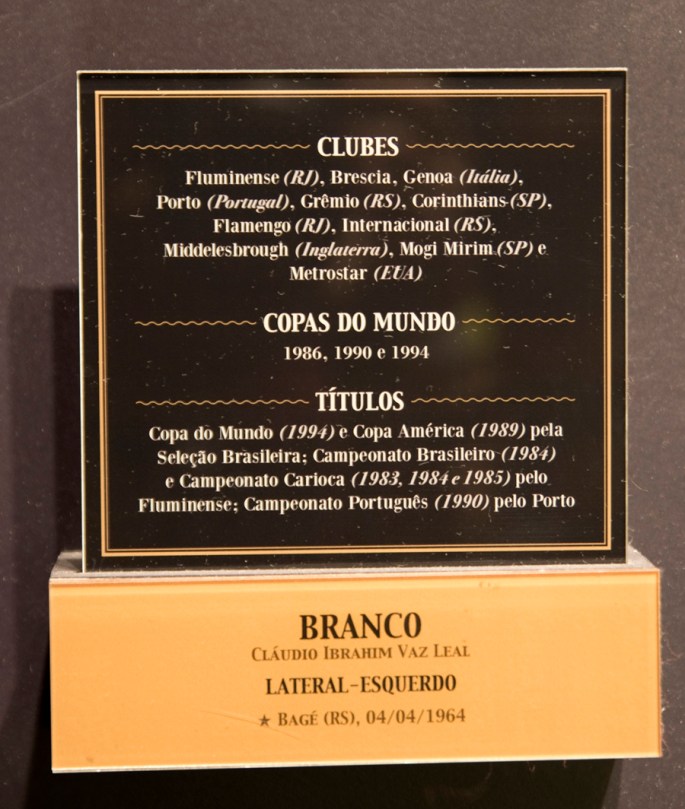 CLUBES
Fluminense (RJ), Brescia, Genoa (Itália),
Porto (Portugal), Grêmio (RS), Corinthians (SP),
Flamengo (RJ), Internacional (RS),
Middelesbrough (Inglaterra), Mogi Mirim (SP) e
Metrostar (EUA)
COPAS DO MUNDO
1986, 1990 e 1994
TÍTULOS
Copa do Mundo (1994) e Copa América (1989) pela
Seleção Brasileira; Campeonato Brasileiro (1984)
e Campeonato Carioca (1983, 1984 e 1985) pelo
Fluminense; Campeonato Português (1990) pelo Porto
BRANCO
CLÁUDIO IBRAHIM VAZ LEAL
LATERAL-ESQUERDO
★ BAGÉ (RS), 04/04/1964